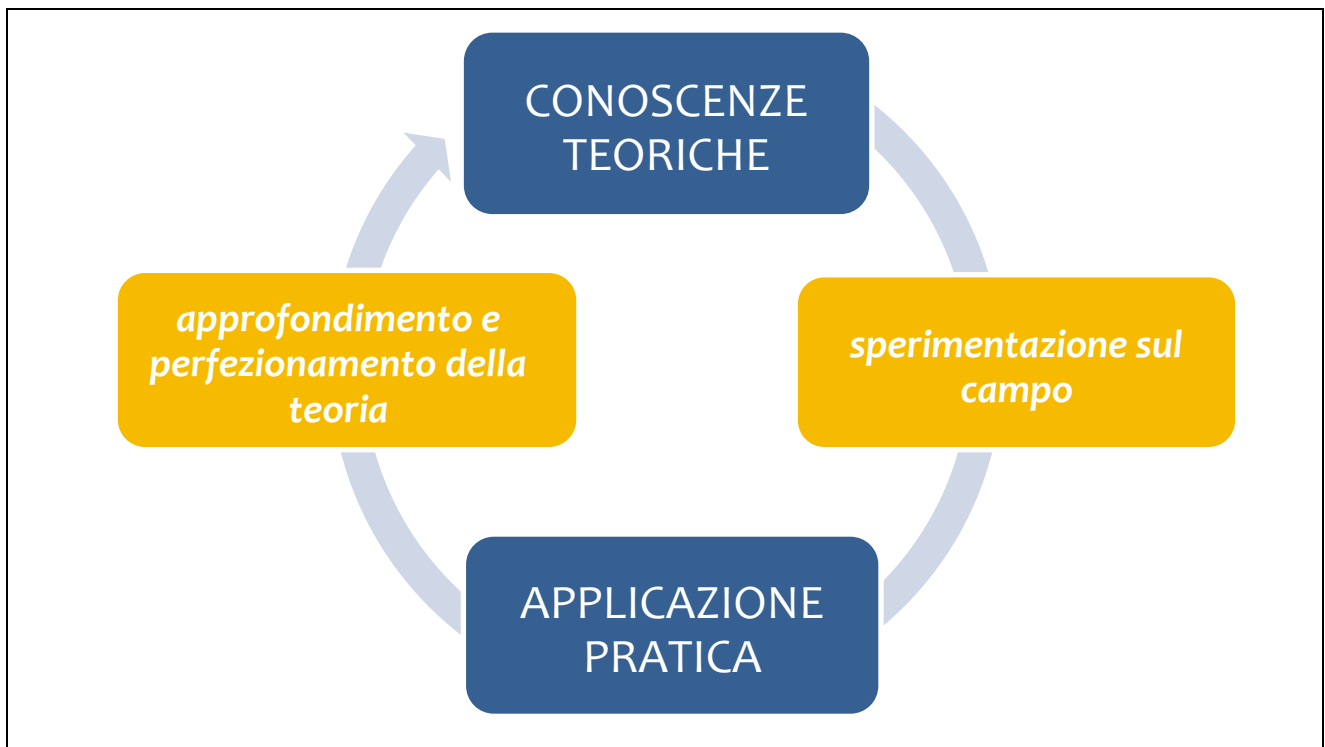 CONOSCENZE
TEORICHE
approfondimento e
perfezionamento della
teoria
sperimentazione sul
campo
APPLICAZIONE
PRATICA